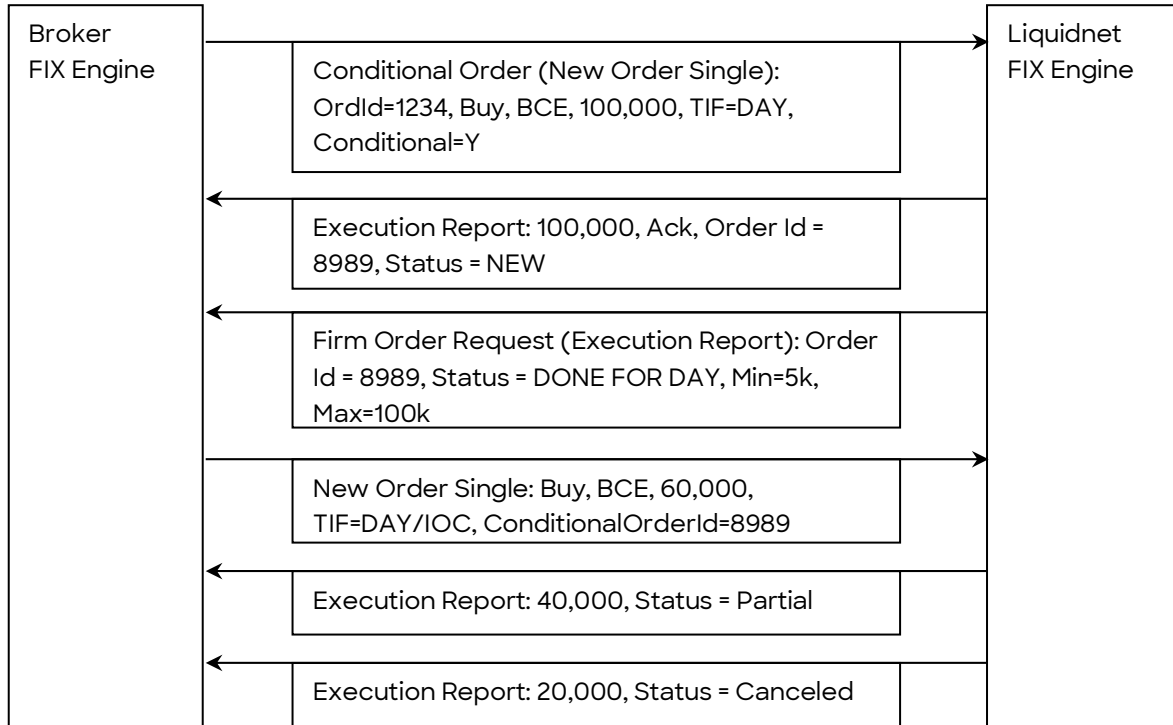 Broker
FIX Engine
Liquidnet
FIX Engine
Conditional Order (New Order Single):
OrdId=1234, Buy, BCE, 100,000, TIF=DAY,
Conditional=Y
Execution Report: 100,000, Ack, Order Id =
8989, Status = NEW
Firm Order Request (Execution Report): Order
Id = 8989, Status = DONE FOR DAY, Min=5k,
Max=100k
New Order Single: Buy, BCE, 60,000,
TIF=DAY/IOC, ConditionalOrderId=8989
Execution Report: 40,000, Status = Partial
Execution Report: 20,000, Status = Canceled